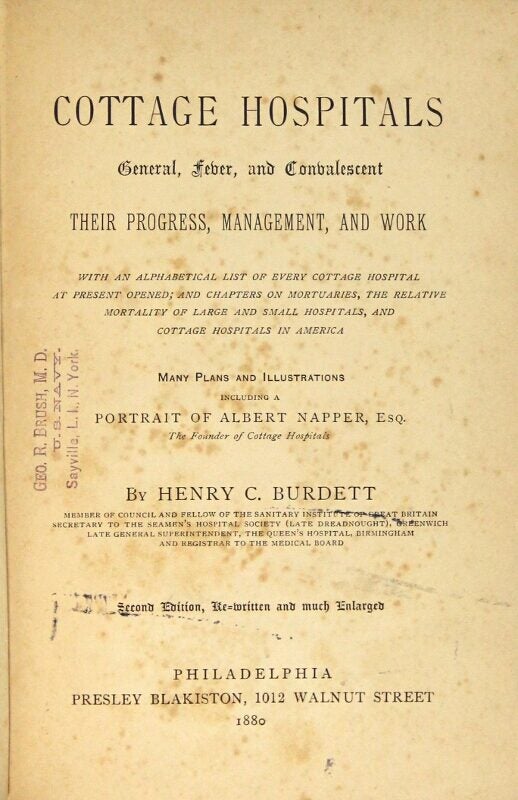 COTTAGE HOSPITALS
General, Fever, and Convalescent
THEIR PROGRESS, MANAGEMENT, AND WORK
WITH AN ALPHABETICAL LIST OF EVERY COTTAGE HOSPITAL
AT PRESENT OPENED; AND CHAPTERS ON MORTUARIES, THE RELATIVE
MORTALITY OF LARGE AND SMALL HOSPITALS, AND
COTTAGE HOSPITALS IN AMERICA
MANY PLANS AND ILLUSTRATIONS
INCLUDING A
PORTRAIT OF ALBERT NAPPER, ESQ.
The Founder of Cottage Hospitals
GEO. R. BRUSH, M. D.
U. S. NAVY.
Sayville, L. I., N. York.
BY HENRY C. BURDETT
MEMBER OF COUNCIL AND FELLOW OF THE SANITARY INSTITUTE OF GREAT BRITAIN
SECRETARY TO THE SEAMEN'S HOSPITAL SOCIETY (LATE DREADNOUGHT), GREENWICH
LATE GENERAL SUPERINTENDENT, THE QUEEN'S HOSPITAL, BIRMINGHAM
AND REGISTRAR TO THE MEDICAL BOARD
Second Edition, Re=written and much Enlarged
PHILADELPHIA
PRESLEY BLAKISTON, 1012 WALNUT STREET
1880